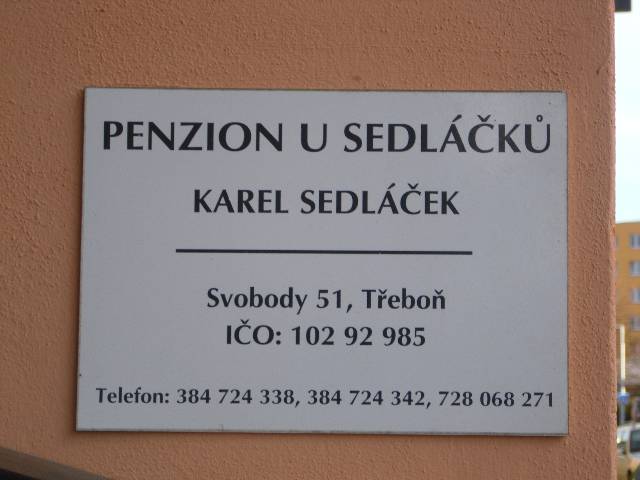 PENZION U SEDLÁČKŮ
KAREL SEDLÁČEK
Svobody 51, Třeboň
IČO: 102 92 985
Telefon: 384 724 338, 384 724 342, 728 068 271